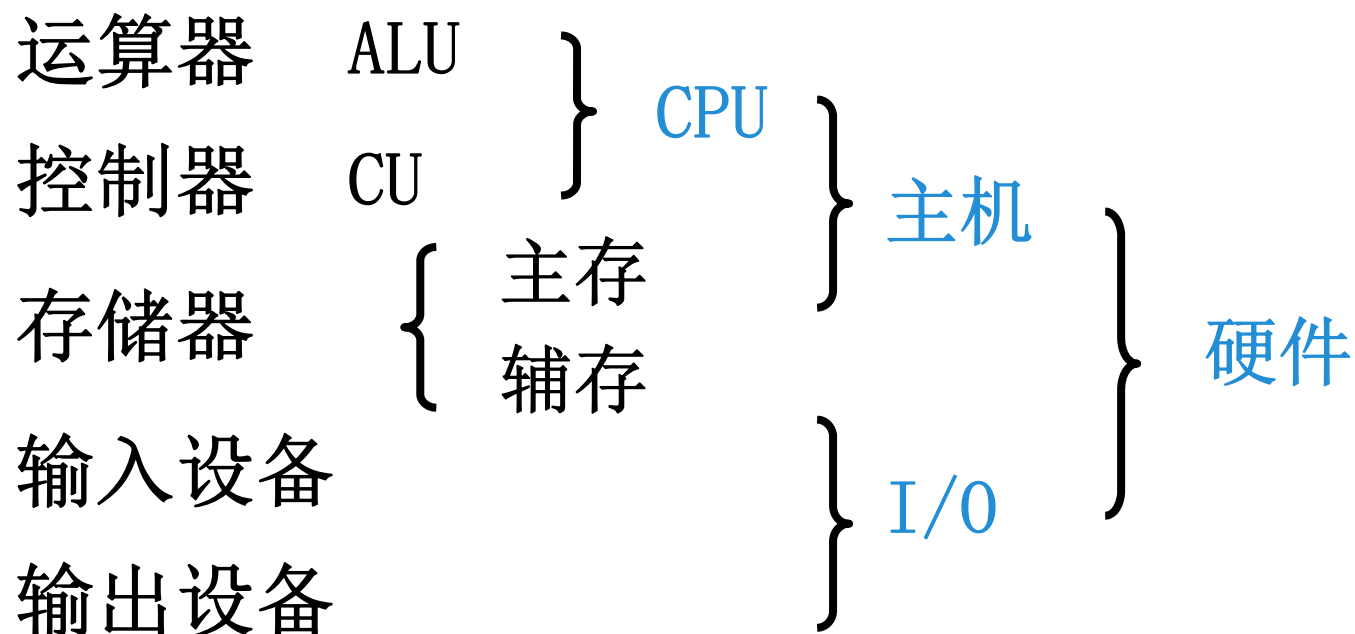 运算器 ALU
CPU
控制器 CU
主机
主存
存储器
硬件
辅存
输入设备
I/O
输出设备